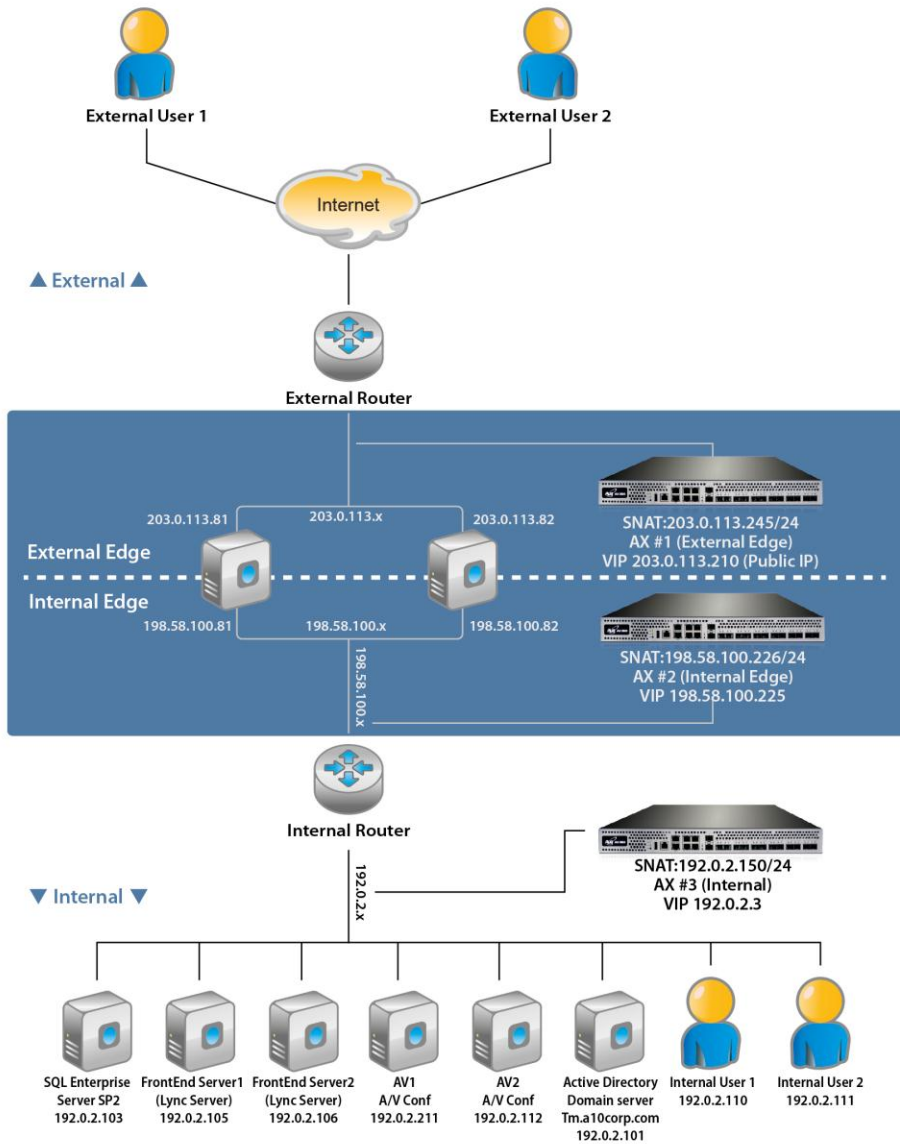 External User 1
External User 2
Internet
▲ External ▲
External Router
203.0.113.81
203.0.113.x
203.0.113.82
SNAT:203.0.113.245/24
AX #1 (External Edge)
VIP 203.0.113.210 (Public IP)
External Edge
Internal Edge
198.58.100.81
198.58.100.x
198.58.100.82
198.58.100.x
SNAT:198.58.100.226/24
AX #2 (Internal Edge)
VIP 198.58.100.225
Internal Router
192.0.2.x
SNAT:192.0.2.150/24
AX #3 (Internal)
VIP 192.0.2.3
▼ Internal ▼
SQL Enterprise
Server SP2
192.0.2.103
FrontEnd Server1
(Lync Server)
192.0.2.105
FrontEnd Server2
(Lync Server)
192.0.2.106
AV1
A/V Conf
192.0.2.211
AV2
A/V Conf
192.0.2.112
Active Directory
Domain server
Tm.a10corp.com
192.0.2.101
Internal User 1
192.0.2.110
Internal User 2
192.0.2.111